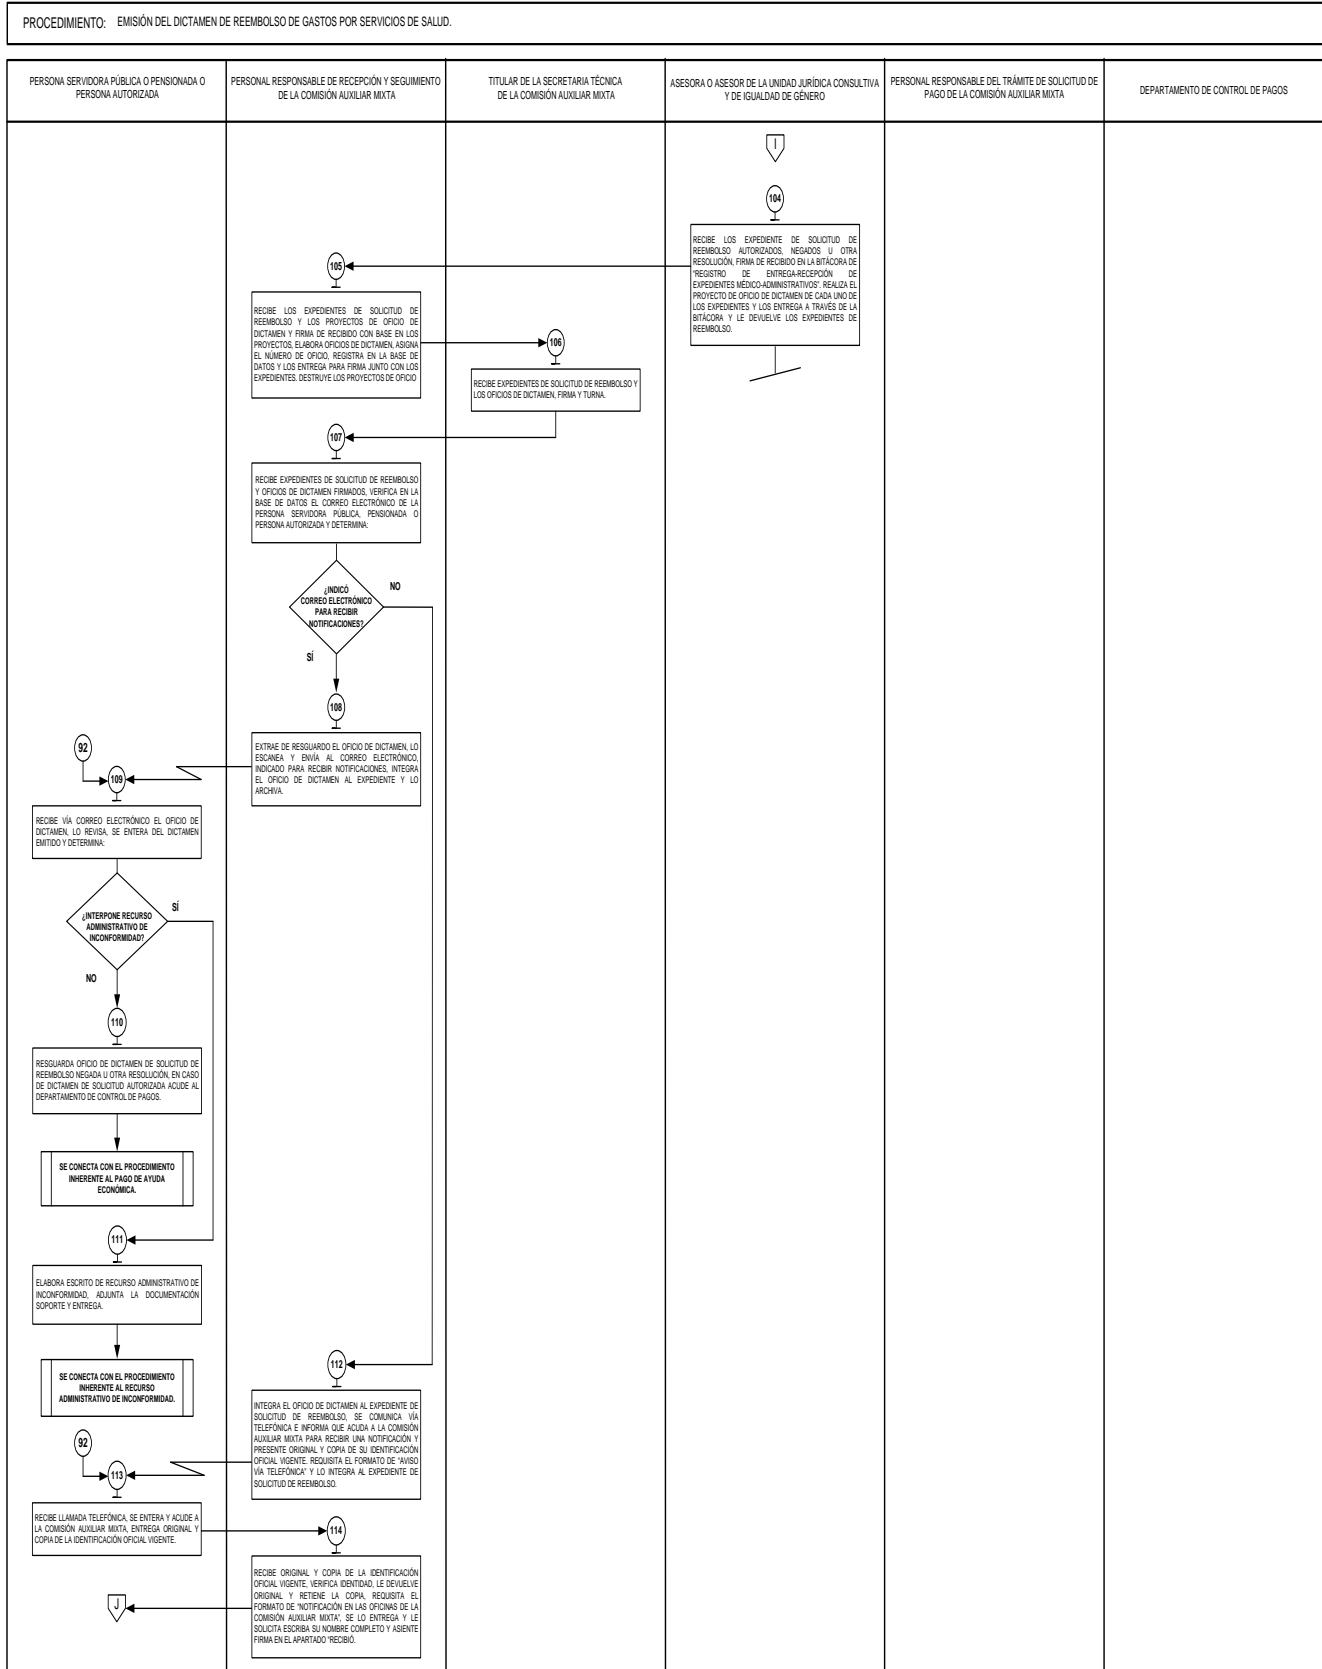 PROCEDIMIENTO: EMISIÓN DEL DICTAMEN DE REEMBOLSO DE GASTOS POR SERVICIOS DE SALUD.
PERSONA SERVIDORA PÚBLICA O PENSIONADA O
PERSONA AUTORIZADA
PERSONAL RESPONSABLE DE RECEPCIÓN Y SEGUIMIENTO
DE LA COMISIÓN AUXILIAR MIXTA
TITULAR DE LA SECRETARIA TÉCNICA
DE LA COMISIÓN AUXILIAR MIXTA
ASESORA O ASESOR DE LA UNIDAD JURÍDICA CONSULTIVA
Y DE IGUALDAD DE GÉNERO
PERSONAL RESPONSABLE DEL TRÁMITE DE SOLICITUD DE
PAGO DE LA COMISIÓN AUXILIAR MIXTA
DEPARTAMENTO DE CONTROL DE PAGOS
I
104
RECIBE LOS EXPEDIENTE DE SOLICITUD DE
REEMBOLSO AUTORIZADOS, NEGADOS U OTRA
RESOLUCIÓN, FIRMA DE RECIBIDO EN LA BITÁCORA DE
"REGISTRO DE ENTREGA-RECEPCIÓN DE
EXPEDIENTES MÉDICO-ADMINISTRATIVOS". REALIZA EL
PROYECTO DE OFICIO DE DICTAMEN DE CADA UNO DE
LOS EXPEDIENTES Y LOS ENTREGA A TRAVÉS DE LA
BITÁCORA Y LE DEVUELVE LOS EXPEDIENTES DE
REEMBOLSO.
105
RECIBE LOS EXPEDIENTES DE SOLICITUD DE
REEMBOLSO Y LOS PROYECTOS DE OFICIO DE
DICTAMEN Y FIRMA DE RECIBIDO CON BASE EN LOS
PROYECTOS, ELABORA OFICIOS DE DICTAMEN, ASIGNA
EL NÚMERO DE OFICIO, REGISTRA EN LA BASE DE
DATOS Y LOS ENTREGA PARA FIRMA JUNTO CON LOS
EXPEDIENTES. DESTRUYE LOS PROYECTOS DE OFICIO
106
RECIBE EXPEDIENTES DE SOLICITUD DE REEMBOLSO Y
LOS OFICIOS DE DICTAMEN, FIRMA Y TURNA.
107
RECIBE EXPEDIENTES DE SOLICITUD DE REEMBOLSO
Y OFICIOS DE DICTAMEN FIRMADOS, VERIFICA EN LA
BASE DE DATOS EL CORREO ELECTRÓNICO DE LA
PERSONA SERVIDORA PÚBLICA, PENSIONADA O
PERSONA AUTORIZADA Y DETERMINA:
¿INDICÓ
CORREO ELECTRÓNICO
PARA RECIBIR
NOTIFICACIONES?
NO
SÍ
108
EXTRAE DE RESGUARDO EL OFICIO DE DICTAMEN, LO
ESCANEA Y ENVÍA AL CORREO ELECTRÓNICO,
INDICADO PARA RECIBIR NOTIFICACIONES, INTEGRA
EL OFICIO DE DICTAMEN AL EXPEDIENTE Y LO
ARCHIVA.
92
109
RECIBE VÍA CORREO ELECTRÓNICO EL OFICIO DE
DICTAMEN, LO REVISA, SE ENTERA DEL DICTAMEN
EMITIDO Y DETERMINA:
¿INTERPONE RECURSO
ADMINISTRATIVO DE
INCONFORMIDAD?
SÍ
NO
110
RESGUARDA OFICIO DE DICTAMEN DE SOLICITUD DE
REEMBOLSO NEGADA U OTRA RESOLUCIÓN, EN CASO
DE DICTAMEN DE SOLICITUD AUTORIZADA ACUDE AL
DEPARTAMENTO DE CONTROL DE PAGOS.
SE CONECTA CON EL PROCEDIMIENTO
INHERENTE AL PAGO DE AYUDA
ECONÓMICA.
111
ELABORA ESCRITO DE RECURSO ADMINISTRATIVO DE
INCONFORMIDAD, ADJUNTA LA DOCUMENTACIÓN
SOPORTE Y ENTREGA.
SE CONECTA CON EL PROCEDIMIENTO
INHERENTE AL RECURSO
ADMINISTRATIVO DE INCONFORMIDAD.
112
INTEGRA EL OFICIO DE DICTAMEN AL EXPEDIENTE DE
SOLICITUD DE REEMBOLSO, SE COMUNICA VÍA
TELEFÓNICA E INFORMA QUE ACUDA A LA COMISIÓN
AUXILIAR MIXTA PARA RECIBIR UNA NOTIFICACIÓN Y
PRESENTE ORIGINAL Y COPIA DE SU IDENTIFICACIÓN
OFICIAL VIGENTE. REQUISITA EL FORMATO DE "AVISO
VÍA TELEFÓNICA" Y LO INTEGRA AL EXPEDIENTE DE
SOLICITUD DE REEMBOLSO.
92
113
RECIBE LLAMADA TELEFÓNICA, SE ENTERA Y ACUDE A
LA COMISIÓN AUXILIAR MIXTA, ENTREGA ORIGINAL Y
COPIA DE LA IDENTIFICACIÓN OFICIAL VIGENTE.
114
RECIBE ORIGINAL Y COPIA DE LA IDENTIFICACIÓN
OFICIAL VIGENTE, VERIFICA IDENTIDAD, LE DEVUELVE
ORIGINAL Y RETIENE LA COPIA, REQUISITA EL
FORMATO DE "NOTIFICACIÓN EN LAS OFICINAS DE LA
COMISIÓN AUXILIAR MIXTA", SE LO ENTREGA Y LE
SOLICITA ESCRIBA SU NOMBRE COMPLETO Y ASIENTE
FIRMA EN EL APARTADO "RECIBIÓ.
J